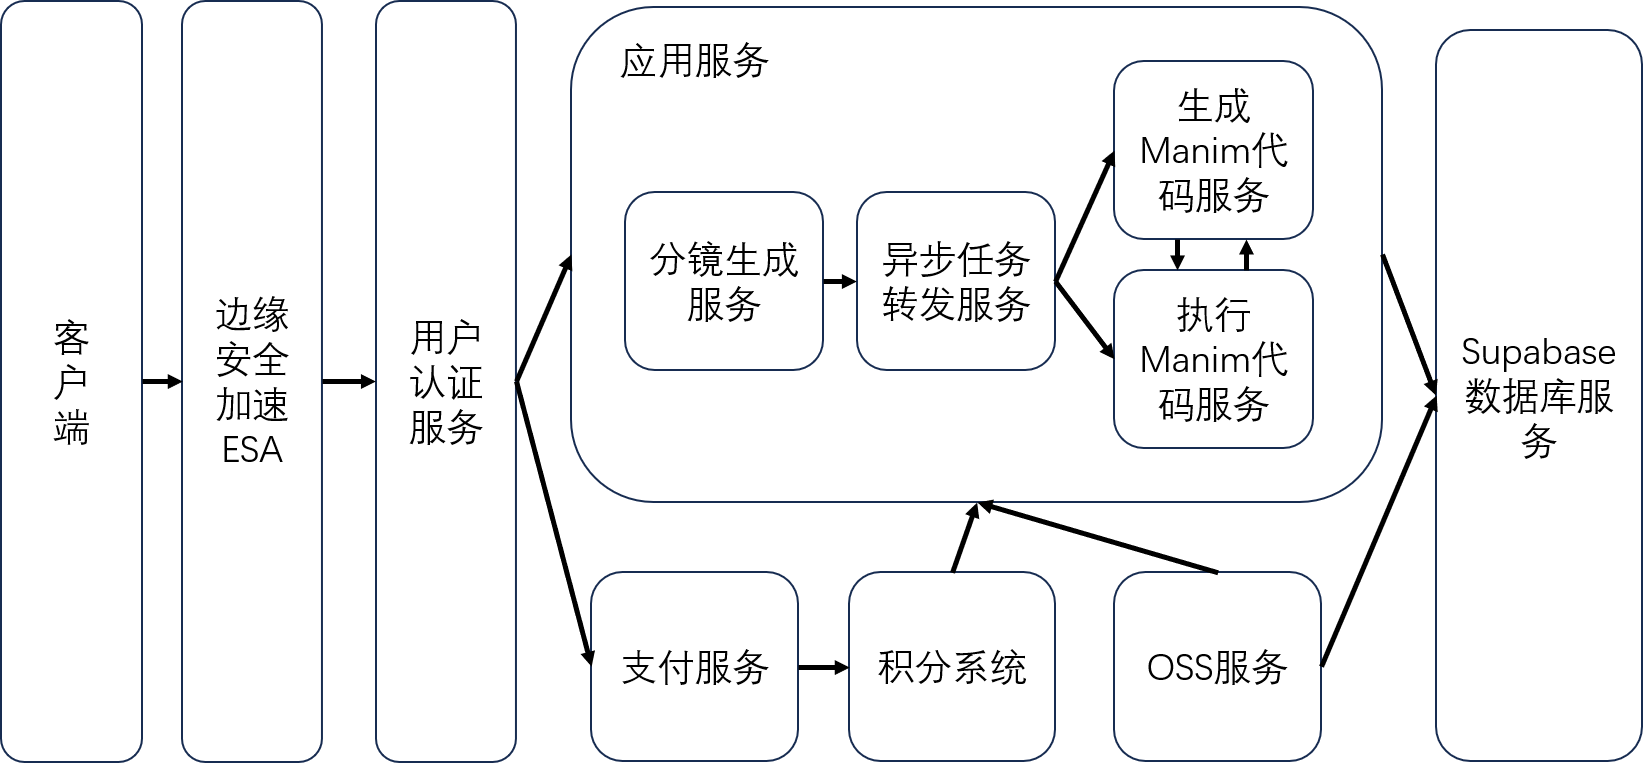 客
户
端
边缘
安全
加速
ESA
用户
认证
服务
应用服务
分镜生成
服务
异步任务
转发服务
生成
Manim代
码服务
执行
Manim代
码服务
支付服务
积分系统
OSS服务
Supabase
数据库服
务